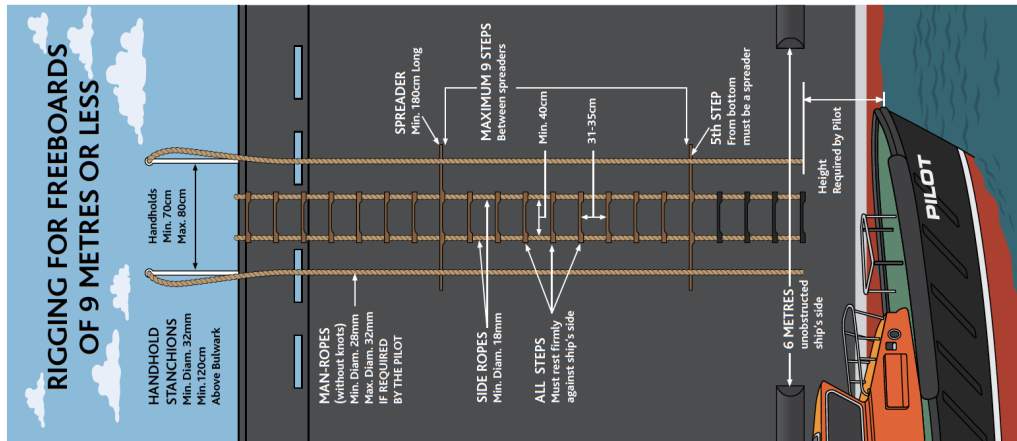 RIGGING FOR FREEBOARDS
OF 9 METRES OR LESS
HANDHOLD
STANCHIONS
Min. Diam. 32mm
Min. 120cm
Above Bulwark
Handholds
Min. 70cm
Max. 80cm
MAN-ROPES
(without knots)
Min. Diam. 28mm
Max. Diam. 32mm
IF REQUIRED
BY THE PILOT
SPREADER
Min. 180cm Long
MAXIMUM 9 STEPS
Between spreaders
SIDE ROPES
Min. Diam. 18mm
Min. 40cm
ALL STEPS
Must rest firmly
against ship's side
31-35cm
5th STEP
From bottom
must be a spreader
6 METRES
unobstructed
ship's side
Height
Required by Pilot
PILOT